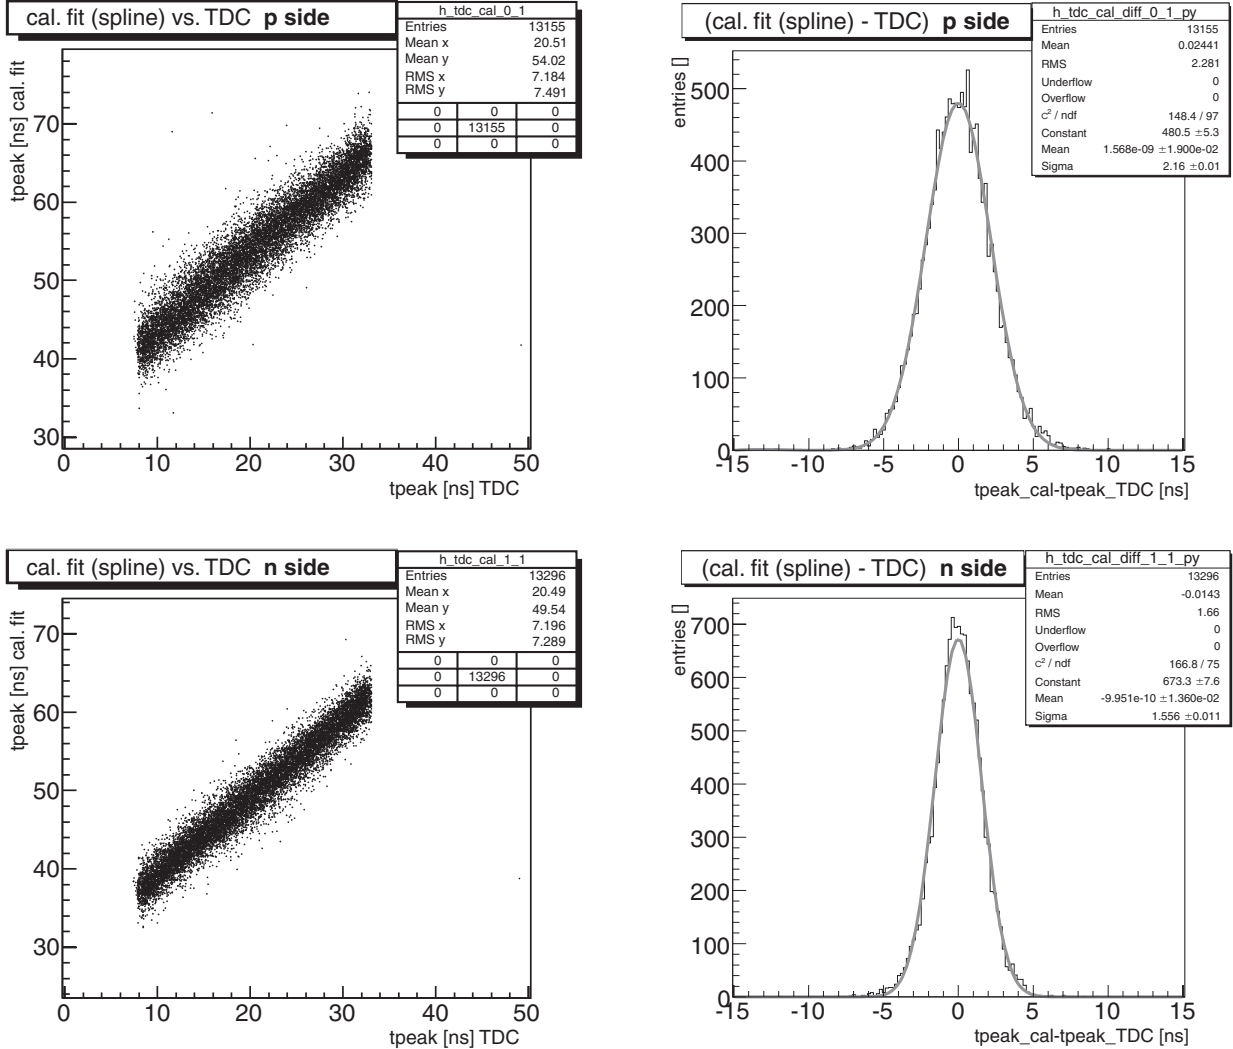 cal. fit (spline) vs. TDC p side
h_tdc_cal_0_1
Entries 13155
Mean x 20.51
Mean y 54.02
RMS x 7.184
RMS y 7.491
0 0 0
0 13155 0
0 0 0
tpeak [ns] cal. fit
70
60
50
40
30
0 10 20 30 40 50
tpeak [ns] TDC
(cal. fit (spline) - TDC) p side
h_tdc_cal_diff_0_1_py
Entries 13155
Mean 0.02441
RMS 2.281
Underflow 0
Overflow 0
c² / ndf 148.4 / 97
Constant 480.5 ±5.3
Mean 1.568e-09 ±1.900e-02
Sigma 2.16 ±0.01
entries []
500
400
300
200
100
0
-15 -10 -5 0 5 10 15
tpeak_cal-tpeak_TDC [ns]
cal. fit (spline) vs. TDC n side
h_tdc_cal_1_1
Entries 13296
Mean x 20.49
Mean y 49.54
RMS x 7.196
RMS y 7.289
0 0 0
0 13296 0
0 0 0
tpeak [ns] cal. fit
70
60
50
40
30
0 10 20 30 40 50
tpeak [ns] TDC
(cal. fit (spline) - TDC) n side
h_tdc_cal_diff_1_1_py
Entries 13296
Mean -0.0143
RMS 1.66
Underflow 0
Overflow 0
c² / ndf 166.8 / 75
Constant 673.3 ±7.6
Mean -9.951e-10 ±1.360e-02
Sigma 1.556 ±0.011
entries []
700
600
500
400
300
200
100
0
-15 -10 -5 0 5 10 15
tpeak_cal-tpeak_TDC [ns]